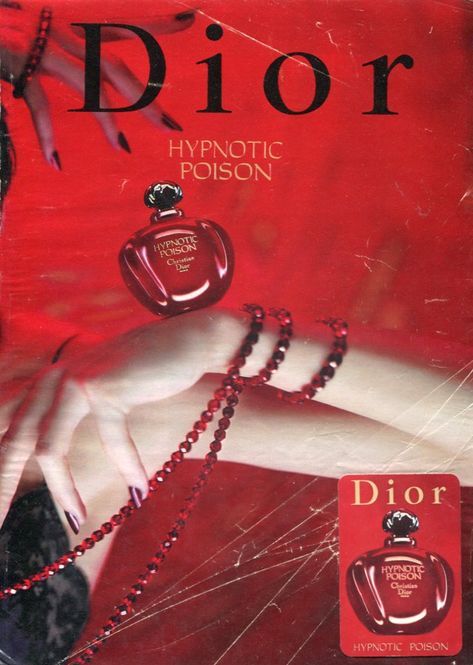 Dior
HYPNOTIC
POISON
HYPNOTIC
POISON
Christian
Dior
Dior
HYPNOTIC
POISON
Christian
Dior
HYPNOTIC POISON